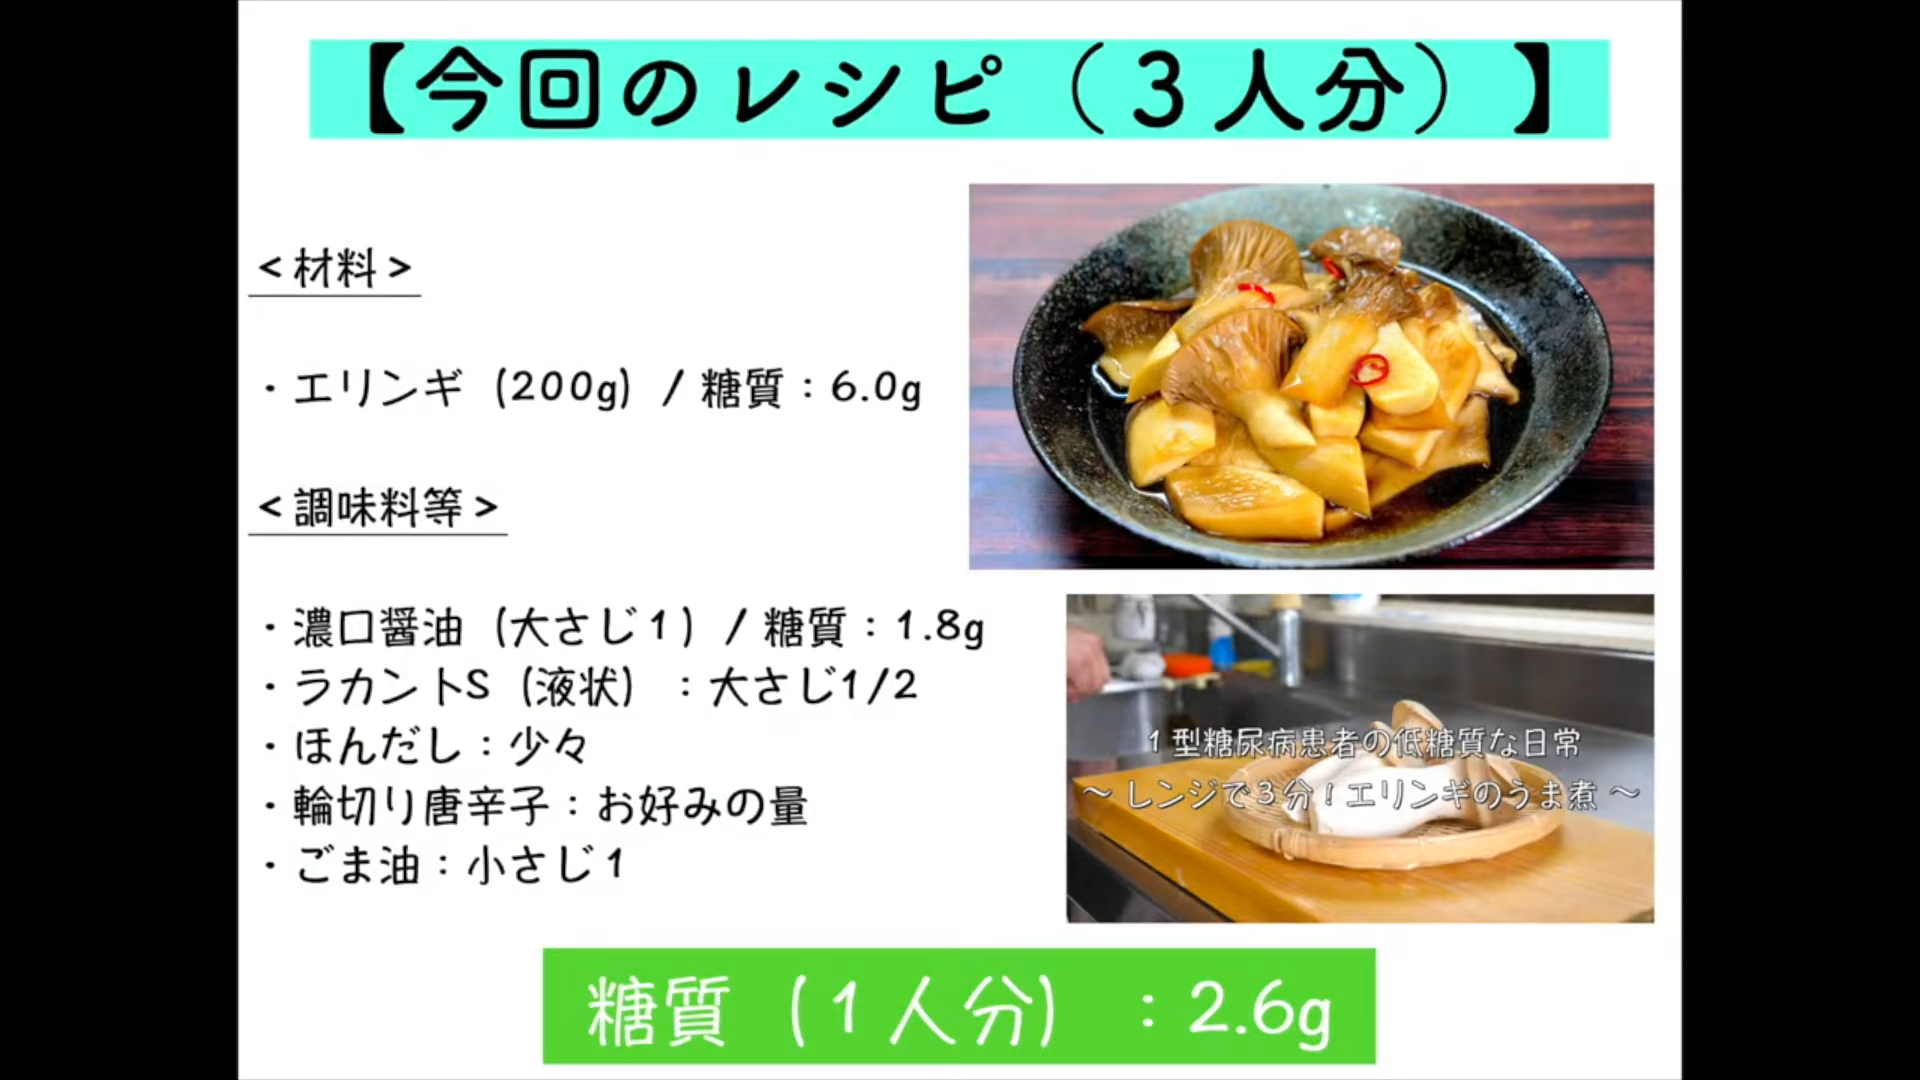 【今回のレシピ（３人分）】
＜材料＞
・エリンギ（200g）/ 糖質：6.0g
＜調味料等＞
・濃口醤油（大さじ１）/ 糖質：1.8g
・ラカントS（液状）：大さじ1/2
・ほんだし：少々
・輪切り唐辛子：お好みの量
・ごま油：小さじ１
１型糖尿病患者の低糖質な日常
〜 レンジで３分！エリンギのうま煮 〜
糖質（１人分）：2.6g